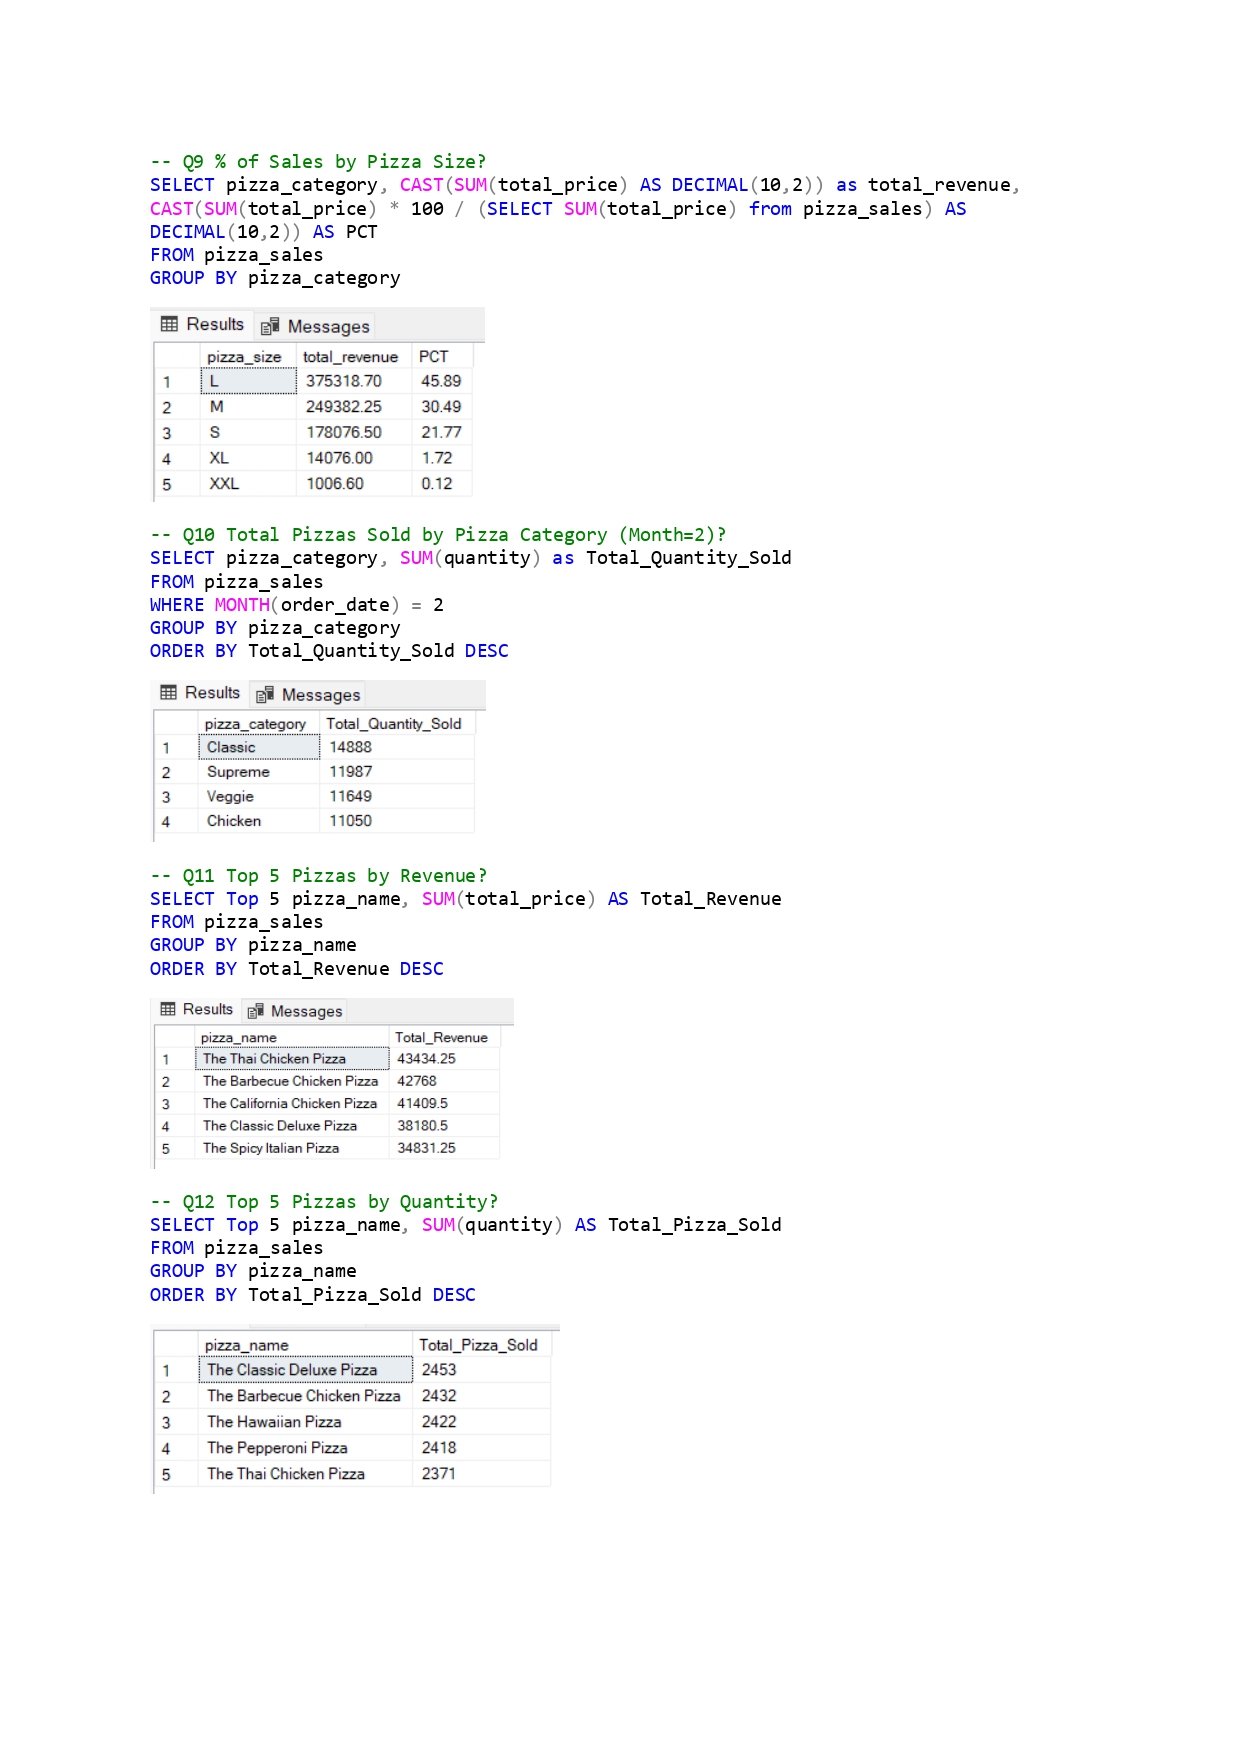 -- Q9 % of Sales by Pizza Size?
SELECT pizza_category, CAST(SUM(total_price) AS DECIMAL(10,2)) as total_revenue,
CAST(SUM(total_price) * 100 / (SELECT SUM(total_price) from pizza_sales) AS
DECIMAL(10,2)) AS PCT
FROM pizza_sales
GROUP BY pizza_category
Results Messages
pizza_size total_revenue PCT
1 L 375318.70 45.89
2 M 249382.25 30.49
3 S 178076.50 21.77
4 XL 14076.00 1.72
5 XXL 1006.60 0.12
-- Q10 Total Pizzas Sold by Pizza Category (Month=2)?
SELECT pizza_category, SUM(quantity) as Total_Quantity_Sold
FROM pizza_sales
WHERE MONTH(order_date) = 2
GROUP BY pizza_category
ORDER BY Total_Quantity_Sold DESC
Results Messages
pizza_category Total_Quantity_Sold
1 Classic 14888
2 Supreme 11987
3 Veggie 11649
4 Chicken 11050
-- Q11 Top 5 Pizzas by Revenue?
SELECT Top 5 pizza_name, SUM(total_price) AS Total_Revenue
FROM pizza_sales
GROUP BY pizza_name
ORDER BY Total_Revenue DESC
Results Messages
pizza_name Total_Revenue
1 The Thai Chicken Pizza 43434.25
2 The Barbecue Chicken Pizza 42768
3 The California Chicken Pizza 41409.5
4 The Classic Deluxe Pizza 38180.5
5 The Spicy Italian Pizza 34831.25
-- Q12 Top 5 Pizzas by Quantity?
SELECT Top 5 pizza_name, SUM(quantity) AS Total_Pizza_Sold
FROM pizza_sales
GROUP BY pizza_name
ORDER BY Total_Pizza_Sold DESC
pizza_name Total_Pizza_Sold
1 The Classic Deluxe Pizza 2453
2 The Barbecue Chicken Pizza 2432
3 The Hawaiian Pizza 2422
4 The Pepperoni Pizza 2418
5 The Thai Chicken Pizza 2371